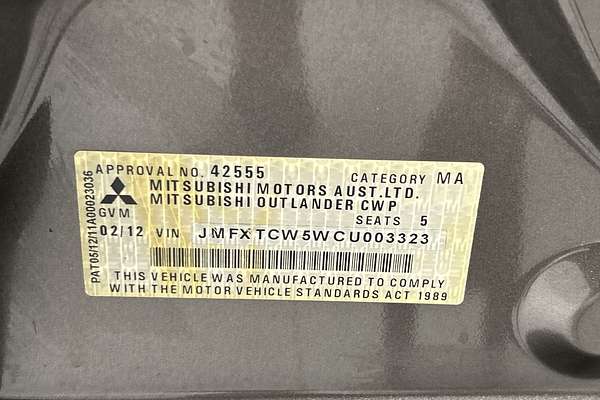 APPROVAL NO. 42555 CATEGORY MA
MITSUBISHI MOTORS AUST.LTD.
MITSUBISHI OUTLANDER CWP
GVM SEATS 5
02/12 VIN JMFXTCW5WCU003323
THIS VEHICLE WAS MANUFACTURED TO COMPLY
WITH THE MOTOR VEHICLE STANDARDS ACT 1989
PAT05/12/11A00023036